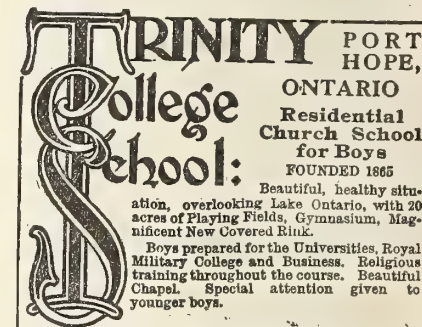 TRINITY
College
School:
PORT
HOPE,
ONTARIO
Residential
Church School
for Boys
FOUNDED 1865
Beautiful, healthy situ-
ation, overlooking Lake Ontario, with 20
acres of Playing Fields, Gymnasium, Mag-
nificent New Covered Rink.
Boys prepared for the Universities, Royal
Military College and Business. Religious
training throughout the course. Beautiful
Chapel. Special attention given to
younger boys.